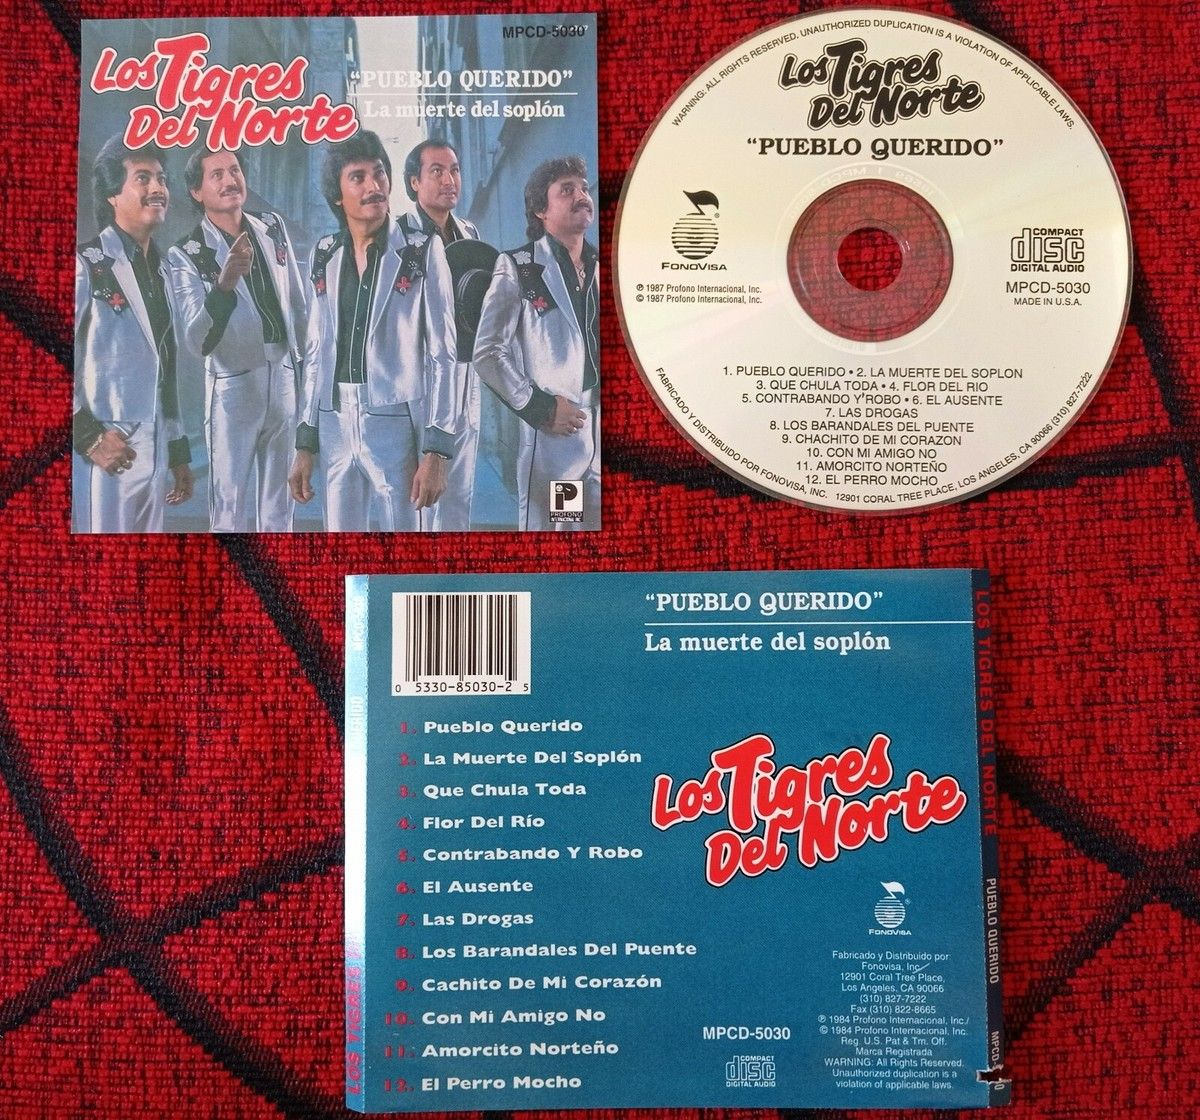 MPCD-5030
Los Tigres
Del Norte
"PUEBLO QUERIDO"
La muerte del soplón
P
PROFONO
INTERNACIONAL INC.
WARNING: ALL RIGHTS RESERVED. UNAUTHORIZED DUPLICATION IS A VIOLATION OF APPLICABLE LAWS.
Los Tigres
Del Norte
"PUEBLO QUERIDO"
®
FONOVISA
℗ 1987 Profono Internacional, Inc.
© 1987 Profono Internacional, Inc.
COMPACT
disc
DIGITAL AUDIO
MPCD-5030
MADE IN U.S.A.
1. PUEBLO QUERIDO • 2. LA MUERTE DEL SOPLON
3. QUE CHULA TODA • 4. FLOR DEL RIO
5. CONTRABANDO Y'ROBO • 6. EL AUSENTE
7. LAS DROGAS
8. LOS BARANDALES DEL PUENTE
9. CHACHITO DE MI CORAZON
10. CON MI AMIGO NO
11. AMORCITO NORTEÑO
12. EL PERRO MOCHO
FABRICADO Y DISTRIBUIDO POR FONOVISA, INC. 12901 CORAL TREE PLACE, LOS ANGELES, CA 90066 (310) 827-7222
0 5330-85030-2 5
"PUEBLO QUERIDO"
La muerte del soplón
1. Pueblo Querido
2. La Muerte Del Soplón
3. Que Chula Toda
4. Flor Del Río
5. Contrabando Y Robo
6. El Ausente
7. Las Drogas
8. Los Barandales Del Puente
9. Cachito De Mi Corazón
10. Con Mi Amigo No
11. Amorcito Norteño
12. El Perro Mocho
Los Tigres
Del Norte
®
FONOVISA
Fabricado y Distribuido por:
Fonovisa, Inc.
12901 Coral Tree Place,
Los Angeles, CA 90066
(310) 827-7222
Fax (310) 822-8665
℗ 1984 Profono Internacional, Inc./
© 1984 Profono Internacional, Inc.
Reg. U.S. Pat & Tm. Off.
Marca Registrada
WARNING: All Rights Reserved.
Unauthorized duplication is a
violation of applicable laws.
MPCD-5030
COMPACT
disc
DIGITAL AUDIO
LOS TIGRES DEL NORTE PUEBLO QUERIDO
LOS TIGRES